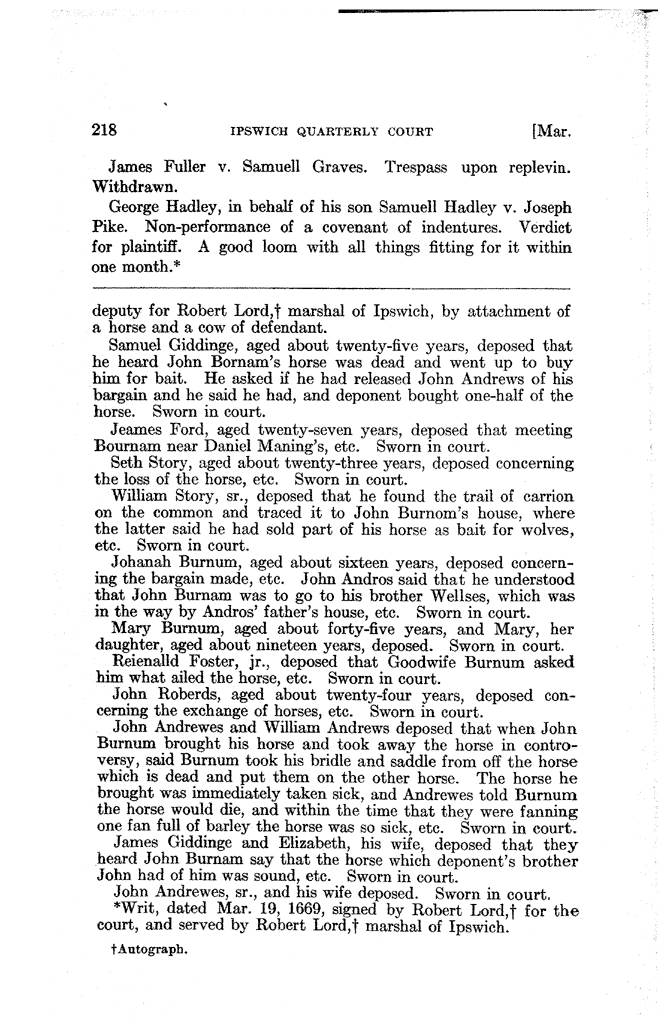 218 IPSWICH QUARTERLY COURT [Mar.
James Fuller v. Samuell Graves. Trespass upon replevin.
Withdrawn.
George Hadley, in behalf of his son Samuell Hadley v. Joseph
Pike. Non-performance of a covenant of indentures. Verdict
for plaintiff. A good loom with all things fitting for it within
one month.*
deputy for Robert Lord,† marshal of Ipswich, by attachment of
a horse and a cow of defendant.
Samuel Giddinge, aged about twenty-five years, deposed that
he heard John Bornam's horse was dead and went up to buy
him for bait. He asked if he had released John Andrews of his
bargain and he said he had, and deponent bought one-half of the
horse. Sworn in court.
Jeames Ford, aged twenty-seven years, deposed that meeting
Bournam near Daniel Maning's, etc. Sworn in court.
Seth Story, aged about twenty-three years, deposed concerning
the loss of the horse, etc. Sworn in court.
William Story, sr., deposed that he found the trail of carrion
on the common and traced it to John Burnom's house, where
the latter said he had sold part of his horse as bait for wolves,
etc. Sworn in court.
Johanah Burnum, aged about sixteen years, deposed concern-
ing the bargain made, etc. John Andros said that he understood
that John Burnam was to go to his brother Wellses, which was
in the way by Andros' father's house, etc. Sworn in court.
Mary Burnum, aged about forty-five years, and Mary, her
daughter, aged about nineteen years, deposed. Sworn in court.
Reienalld Foster, jr., deposed that Goodwife Burnum asked
him what ailed the horse, etc. Sworn in court.
John Roberds, aged about twenty-four years, deposed con-
cerning the exchange of horses, etc. Sworn in court.
John Andrewes and William Andrews deposed that when John
Burnum brought his horse and took away the horse in contro-
versy, said Burnum took his bridle and saddle from off the horse
which is dead and put them on the other horse. The horse he
brought was immediately taken sick, and Andrewes told Burnum
the horse would die, and within the time that they were fanning
one fan full of barley the horse was so sick, etc. Sworn in court.
James Giddinge and Elizabeth, his wife, deposed that they
heard John Burnam say that the horse which deponent's brother
John had of him was sound, etc. Sworn in court.
John Andrewes, sr., and his wife deposed. Sworn in court.
*Writ, dated Mar. 19, 1669, signed by Robert Lord,† for the
court, and served by Robert Lord,† marshal of Ipswich.
†Autograph.